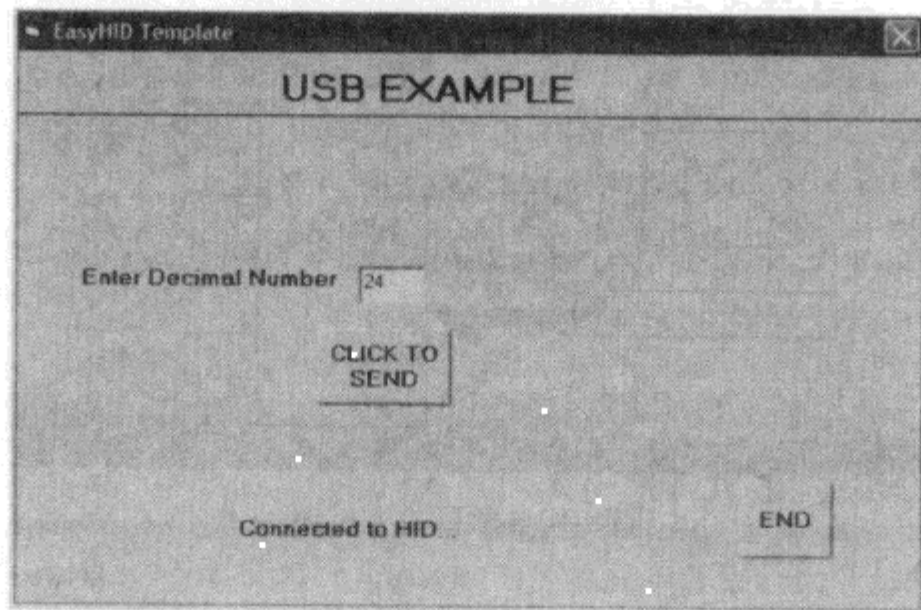 EasyHID Template
USB EXAMPLE
Enter Decimal Number 24
CLICK TO
SEND
Connected to HID
END